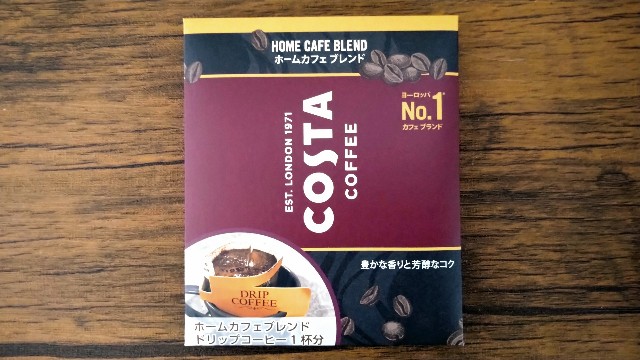 HOME CAFE BLEND
ホームカフェ ブレンド
ヨーロッパ
No.1*
カフェ ブランド
EST. LONDON 1971
COSTA
COFFEE
豊かな香りと芳醇なコク
DRIP
COFFEE
ホームカフェブレンド
ドリップコーヒー1杯分